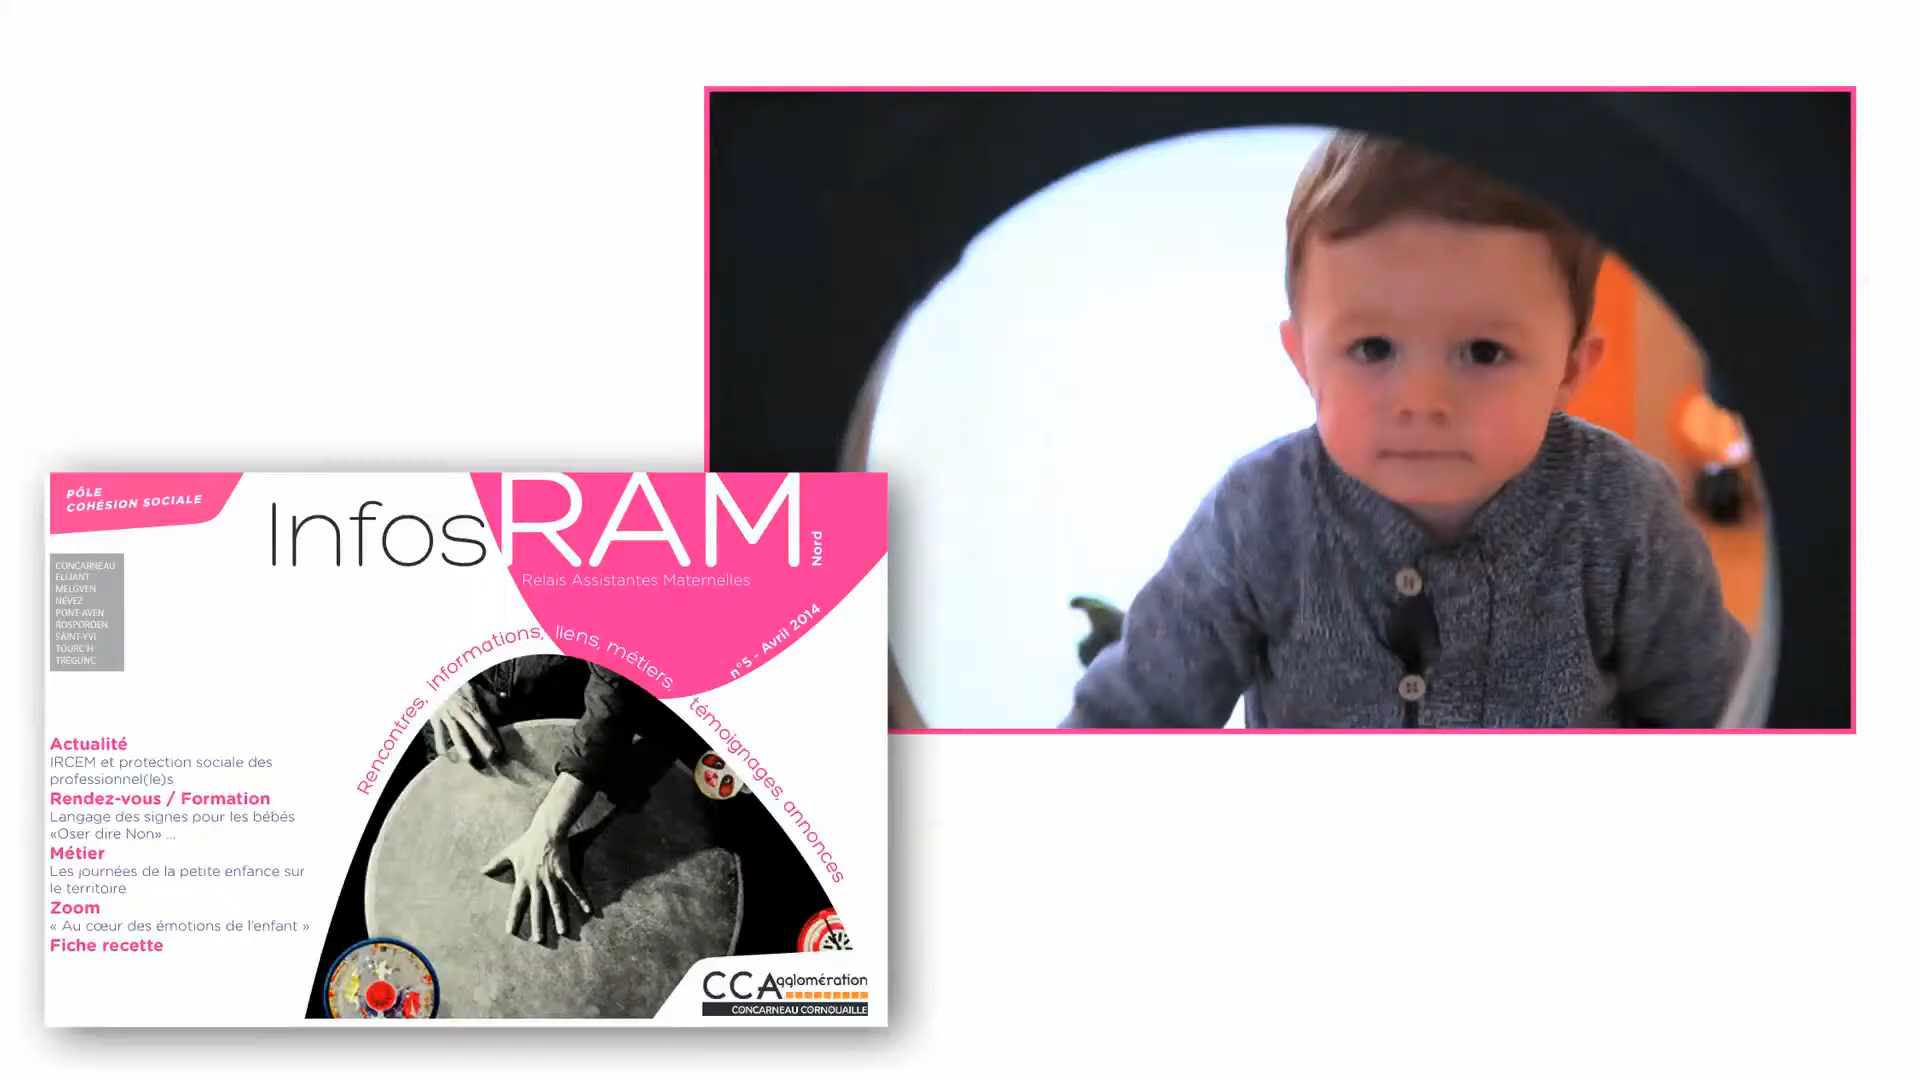 PÔLE
COHÉSION SOCIALE
InfosRAM
Nord
Relais Assistantes Maternelles
n°5 - Avril 2014
CONCARNEAU
ELLIANT
MELGVEN
NÉVEZ
PONT-AVEN
ROSPORDEN
SAINT-YVI
TOURC'H
TRÉGUNC
Rencontres, informations, liens, métiers, témoignages, annonces
Actualité
IRCEM et protection sociale des
professionnel(le)s
Rendez-vous / Formation
Langage des signes pour les bébés
«Oser dire Non» ...
Métier
Les journées de la petite enfance sur
le territoire
Zoom
« Au cœur des émotions de l'enfant »
Fiche recette
CCAgglomération
CONCARNEAU CORNOUAILLE